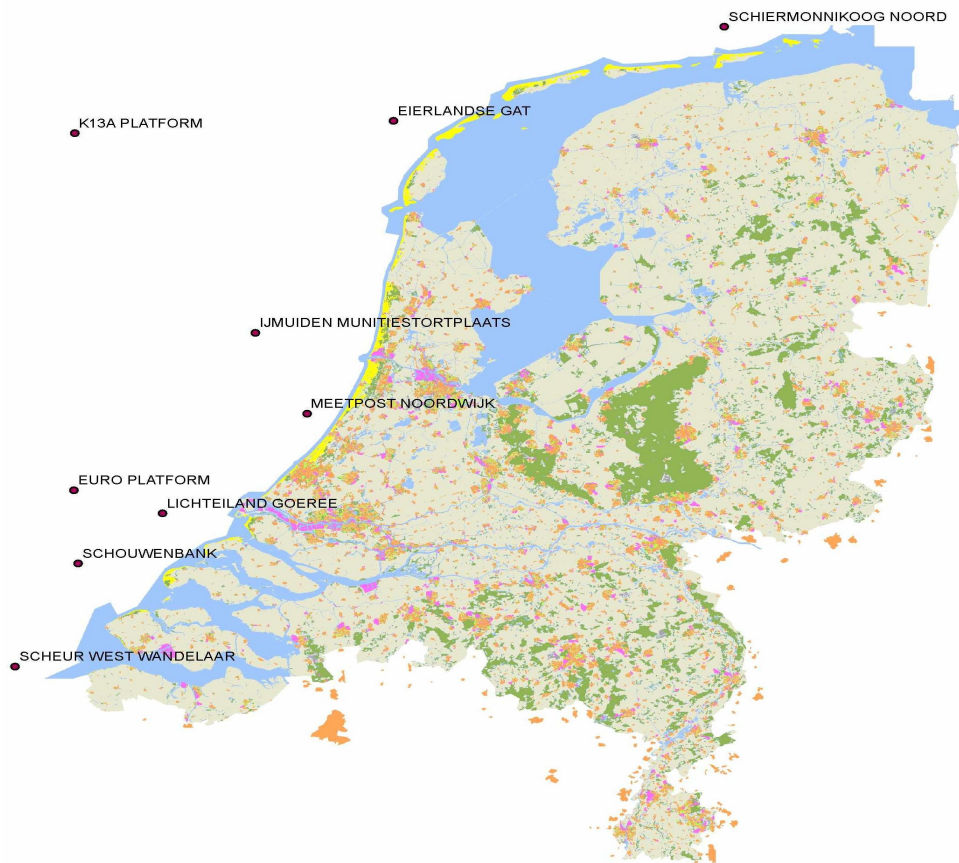 SCHIERMONNIKOOG NOORD
EIERLANDSE GAT
K13A PLATFORM
IJMUIDEN MUNITIESTORTPLAATS
MEETPOST NOORDWIJK
EURO PLATFORM
LICHTEILAND GOEREE
SCHOUWENBANK
SCHEUR WEST WANDELAAR